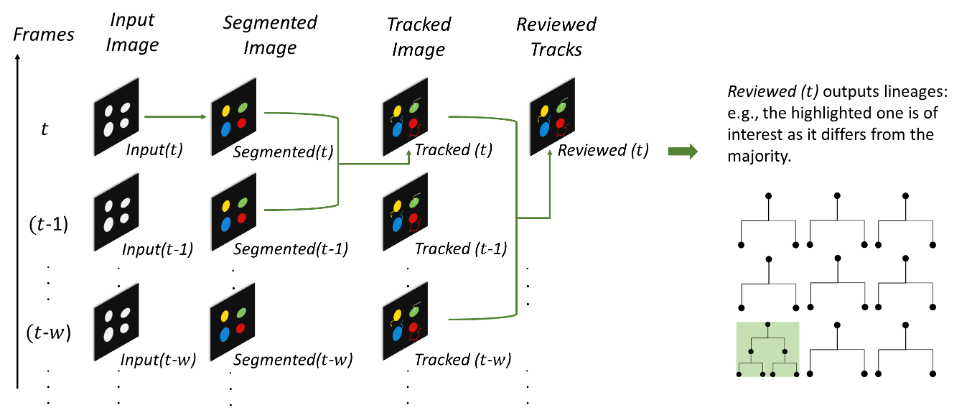 Frames
Input
Image
Segmented
Image
Tracked
Image
Reviewed
Tracks
t
Input(t)
Segmented(t)
Tracked (t)
Reviewed (t)
(t-1)
Input(t-1)
Segmented(t-1)
Tracked (t-1)
(t-w)
Input(t-w)
Segmented(t-w)
Tracked (t-w)
Reviewed (t) outputs lineages:
e.g., the highlighted one is of
interest as it differs from the
majority.